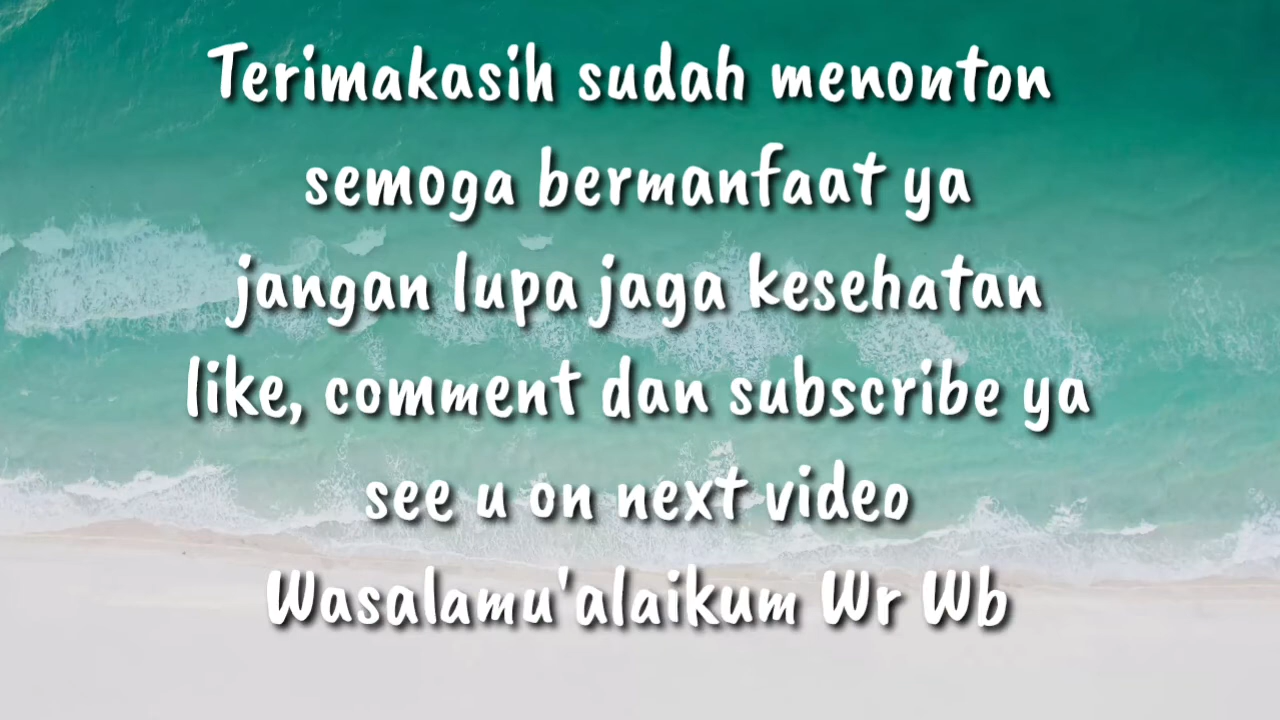 Terimakasih sudah menonton
semoga bermanfaat ya
jangan lupa jaga kesehatan
like, comment dan subscribe ya
see u on next video
Wasalamu'alaikum Wr Wb